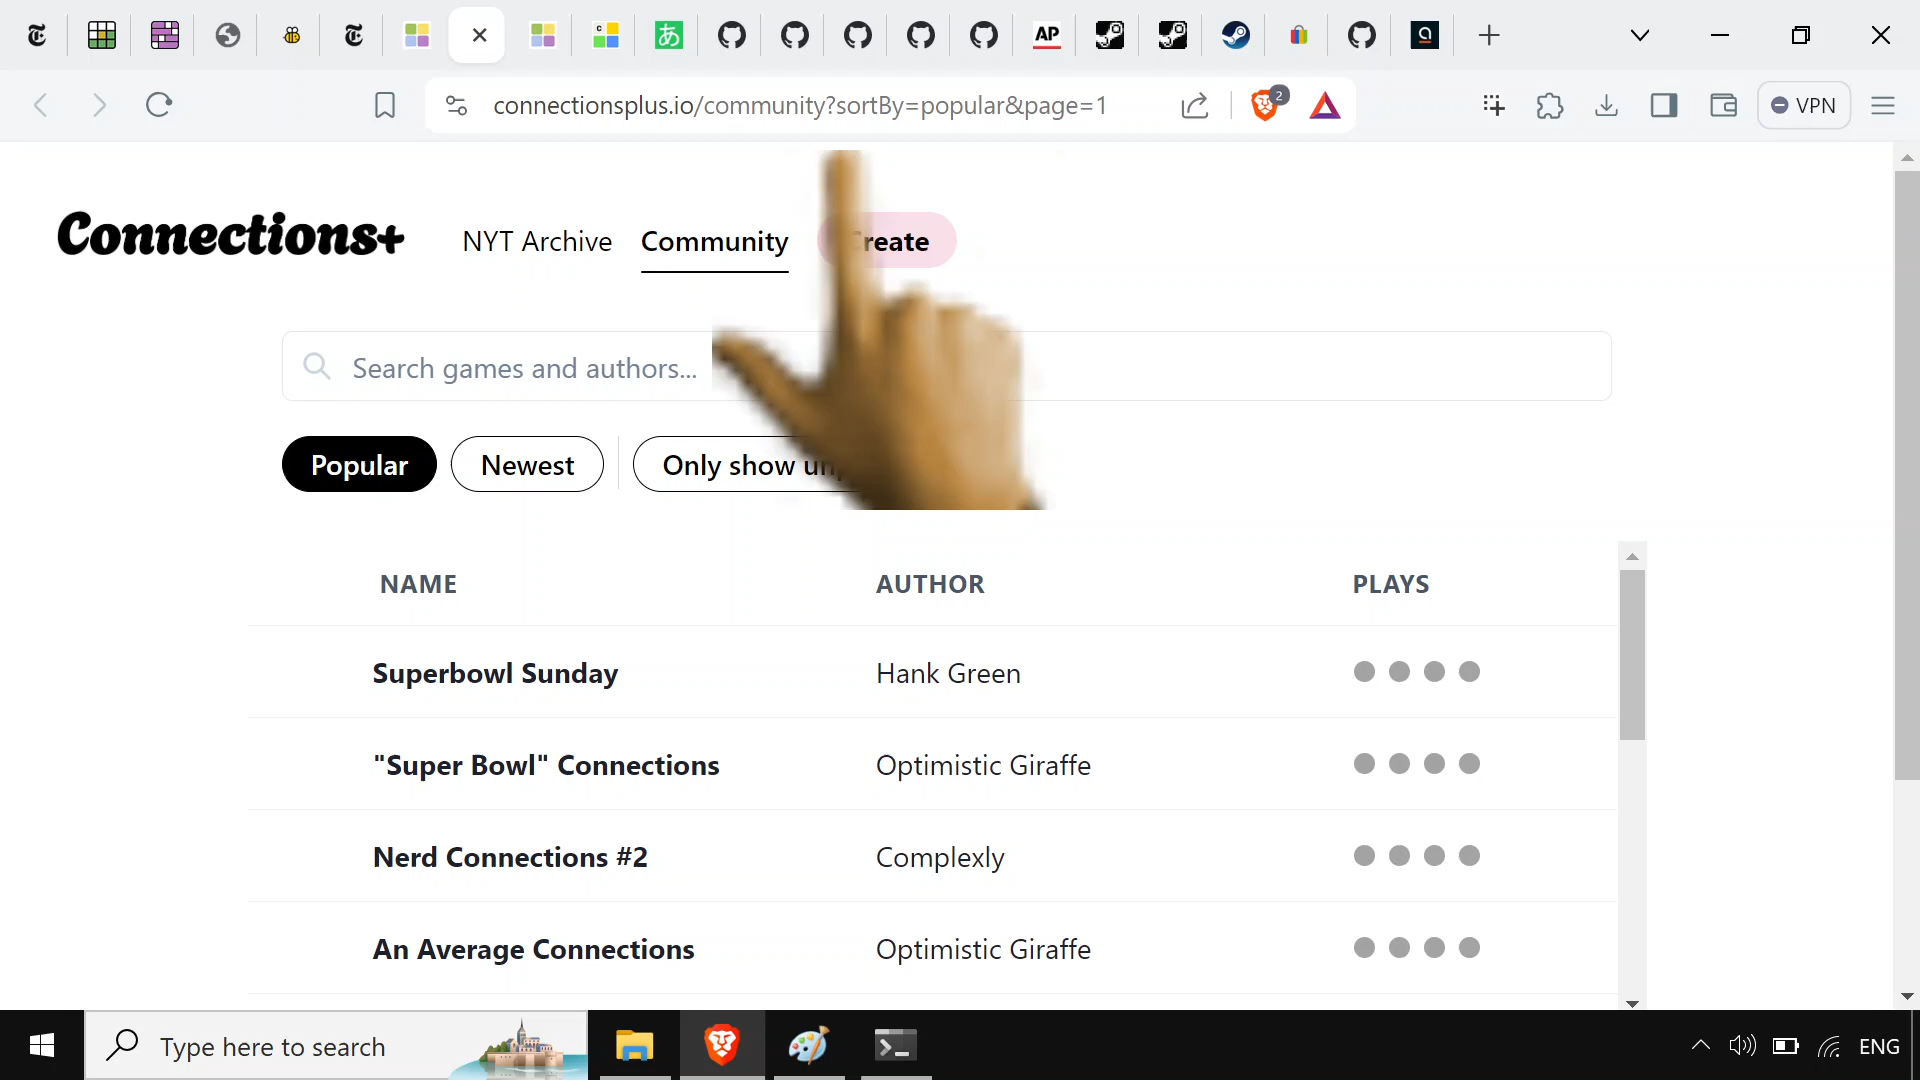 connectionsplus.io/community?sortBy=popular&page=1
2
VPN
AP
あ
Connections+
NYT Archive
Community
reate
Search games and authors...
Popular
Newest
Only show
NAME
AUTHOR
PLAYS
Superbowl Sunday
Hank Green
"Super Bowl" Connections
Optimistic Giraffe
Nerd Connections #2
Complexly
An Average Connections
Optimistic Giraffe
Type here to search
ENG